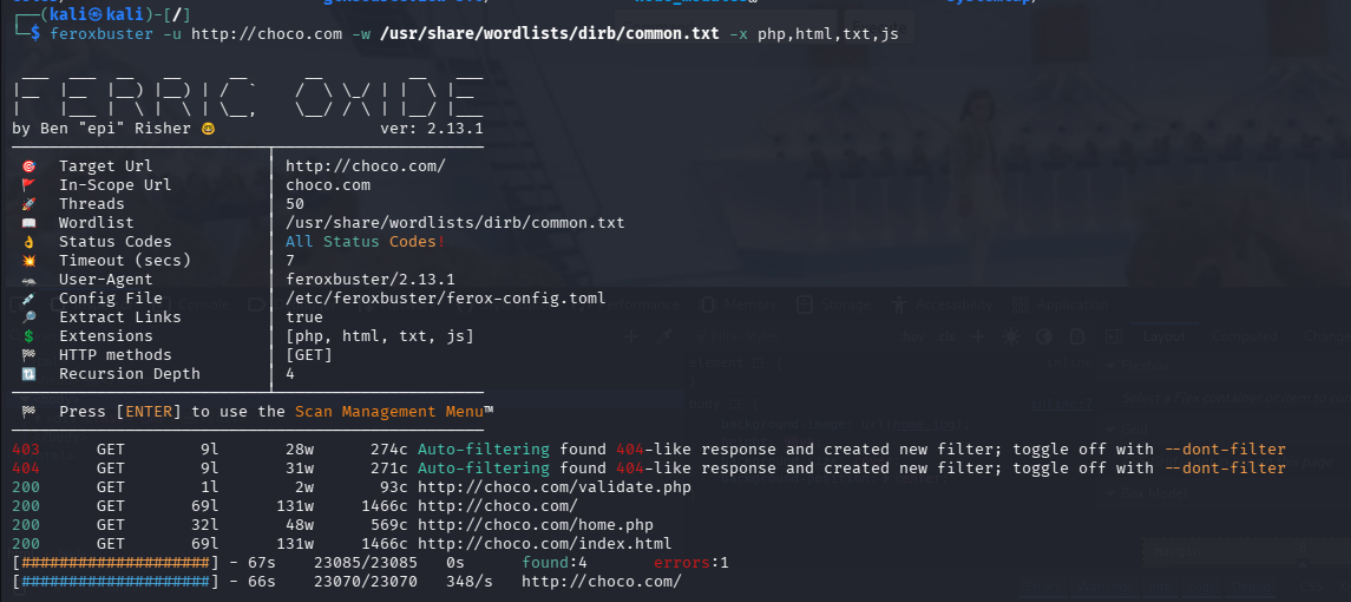 ┌──(kali㉿kali)-[/]
└─$ feroxbuster -u http://choco.com -w /usr/share/wordlists/dirb/common.txt -x php,html,txt,js
FERRIC OXIDE
by Ben "epi" Risher 🤓 ver: 2.13.1
🎯 Target Url │ http://choco.com/
🚩 In-Scope Url │ choco.com
🚀 Threads │ 50
📖 Wordlist │ /usr/share/wordlists/dirb/common.txt
👌 Status Codes │ All Status Codes!
💥 Timeout (secs) │ 7
🦡 User-Agent │ feroxbuster/2.13.1
💉 Config File │ /etc/feroxbuster/ferox-config.toml
🔎 Extract Links │ true
💲 Extensions │ [php, html, txt, js]
🏁 HTTP methods │ [GET]
🔃 Recursion Depth │ 4
🏁 Press [ENTER] to use the Scan Management Menu™
403 GET 9l 28w 274c Auto-filtering found 404-like response and created new filter; toggle off with --dont-filter
404 GET 9l 31w 271c Auto-filtering found 404-like response and created new filter; toggle off with --dont-filter
200 GET 1l 2w 93c http://choco.com/validate.php
200 GET 69l 131w 1466c http://choco.com/
200 GET 32l 48w 569c http://choco.com/home.php
200 GET 69l 131w 1466c http://choco.com/index.html
[####################] - 67s 23085/23085 0s found:4 errors:1
[####################] - 66s 23070/23070 348/s http://choco.com/